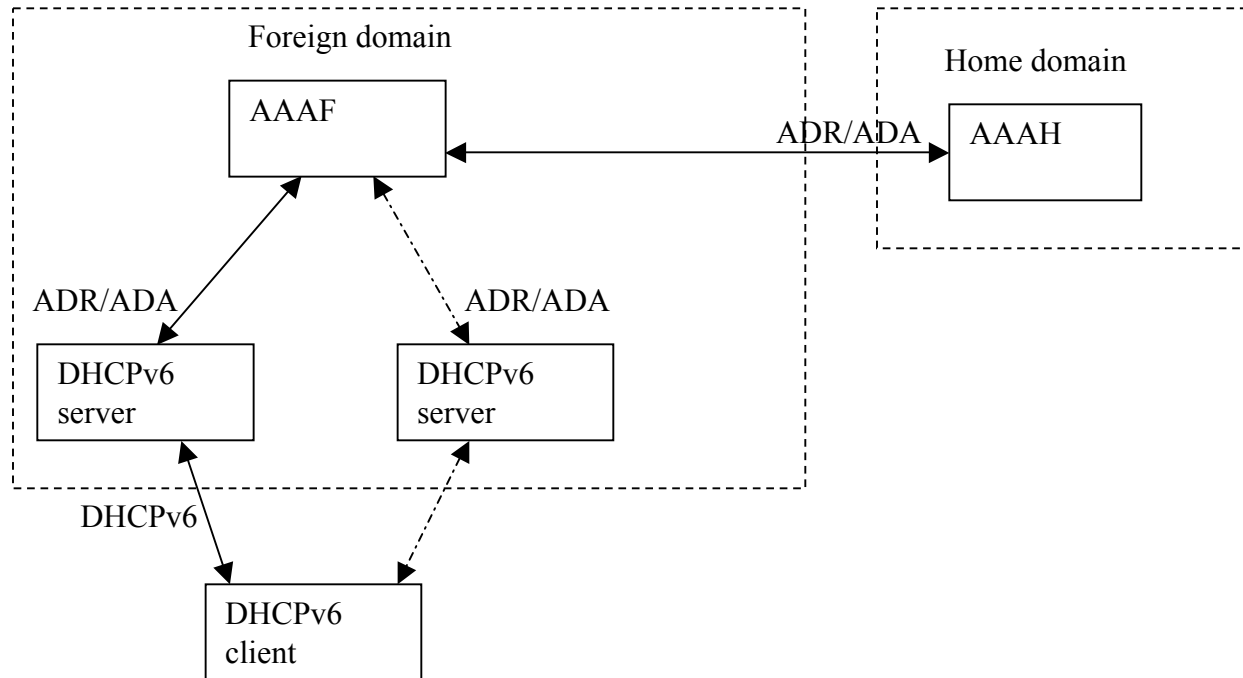 Foreign domain
Home domain
AAAF
ADR/ADA
AAAH
ADR/ADA
ADR/ADA
DHCPv6
server
DHCPv6
server
DHCPv6
DHCPv6
client